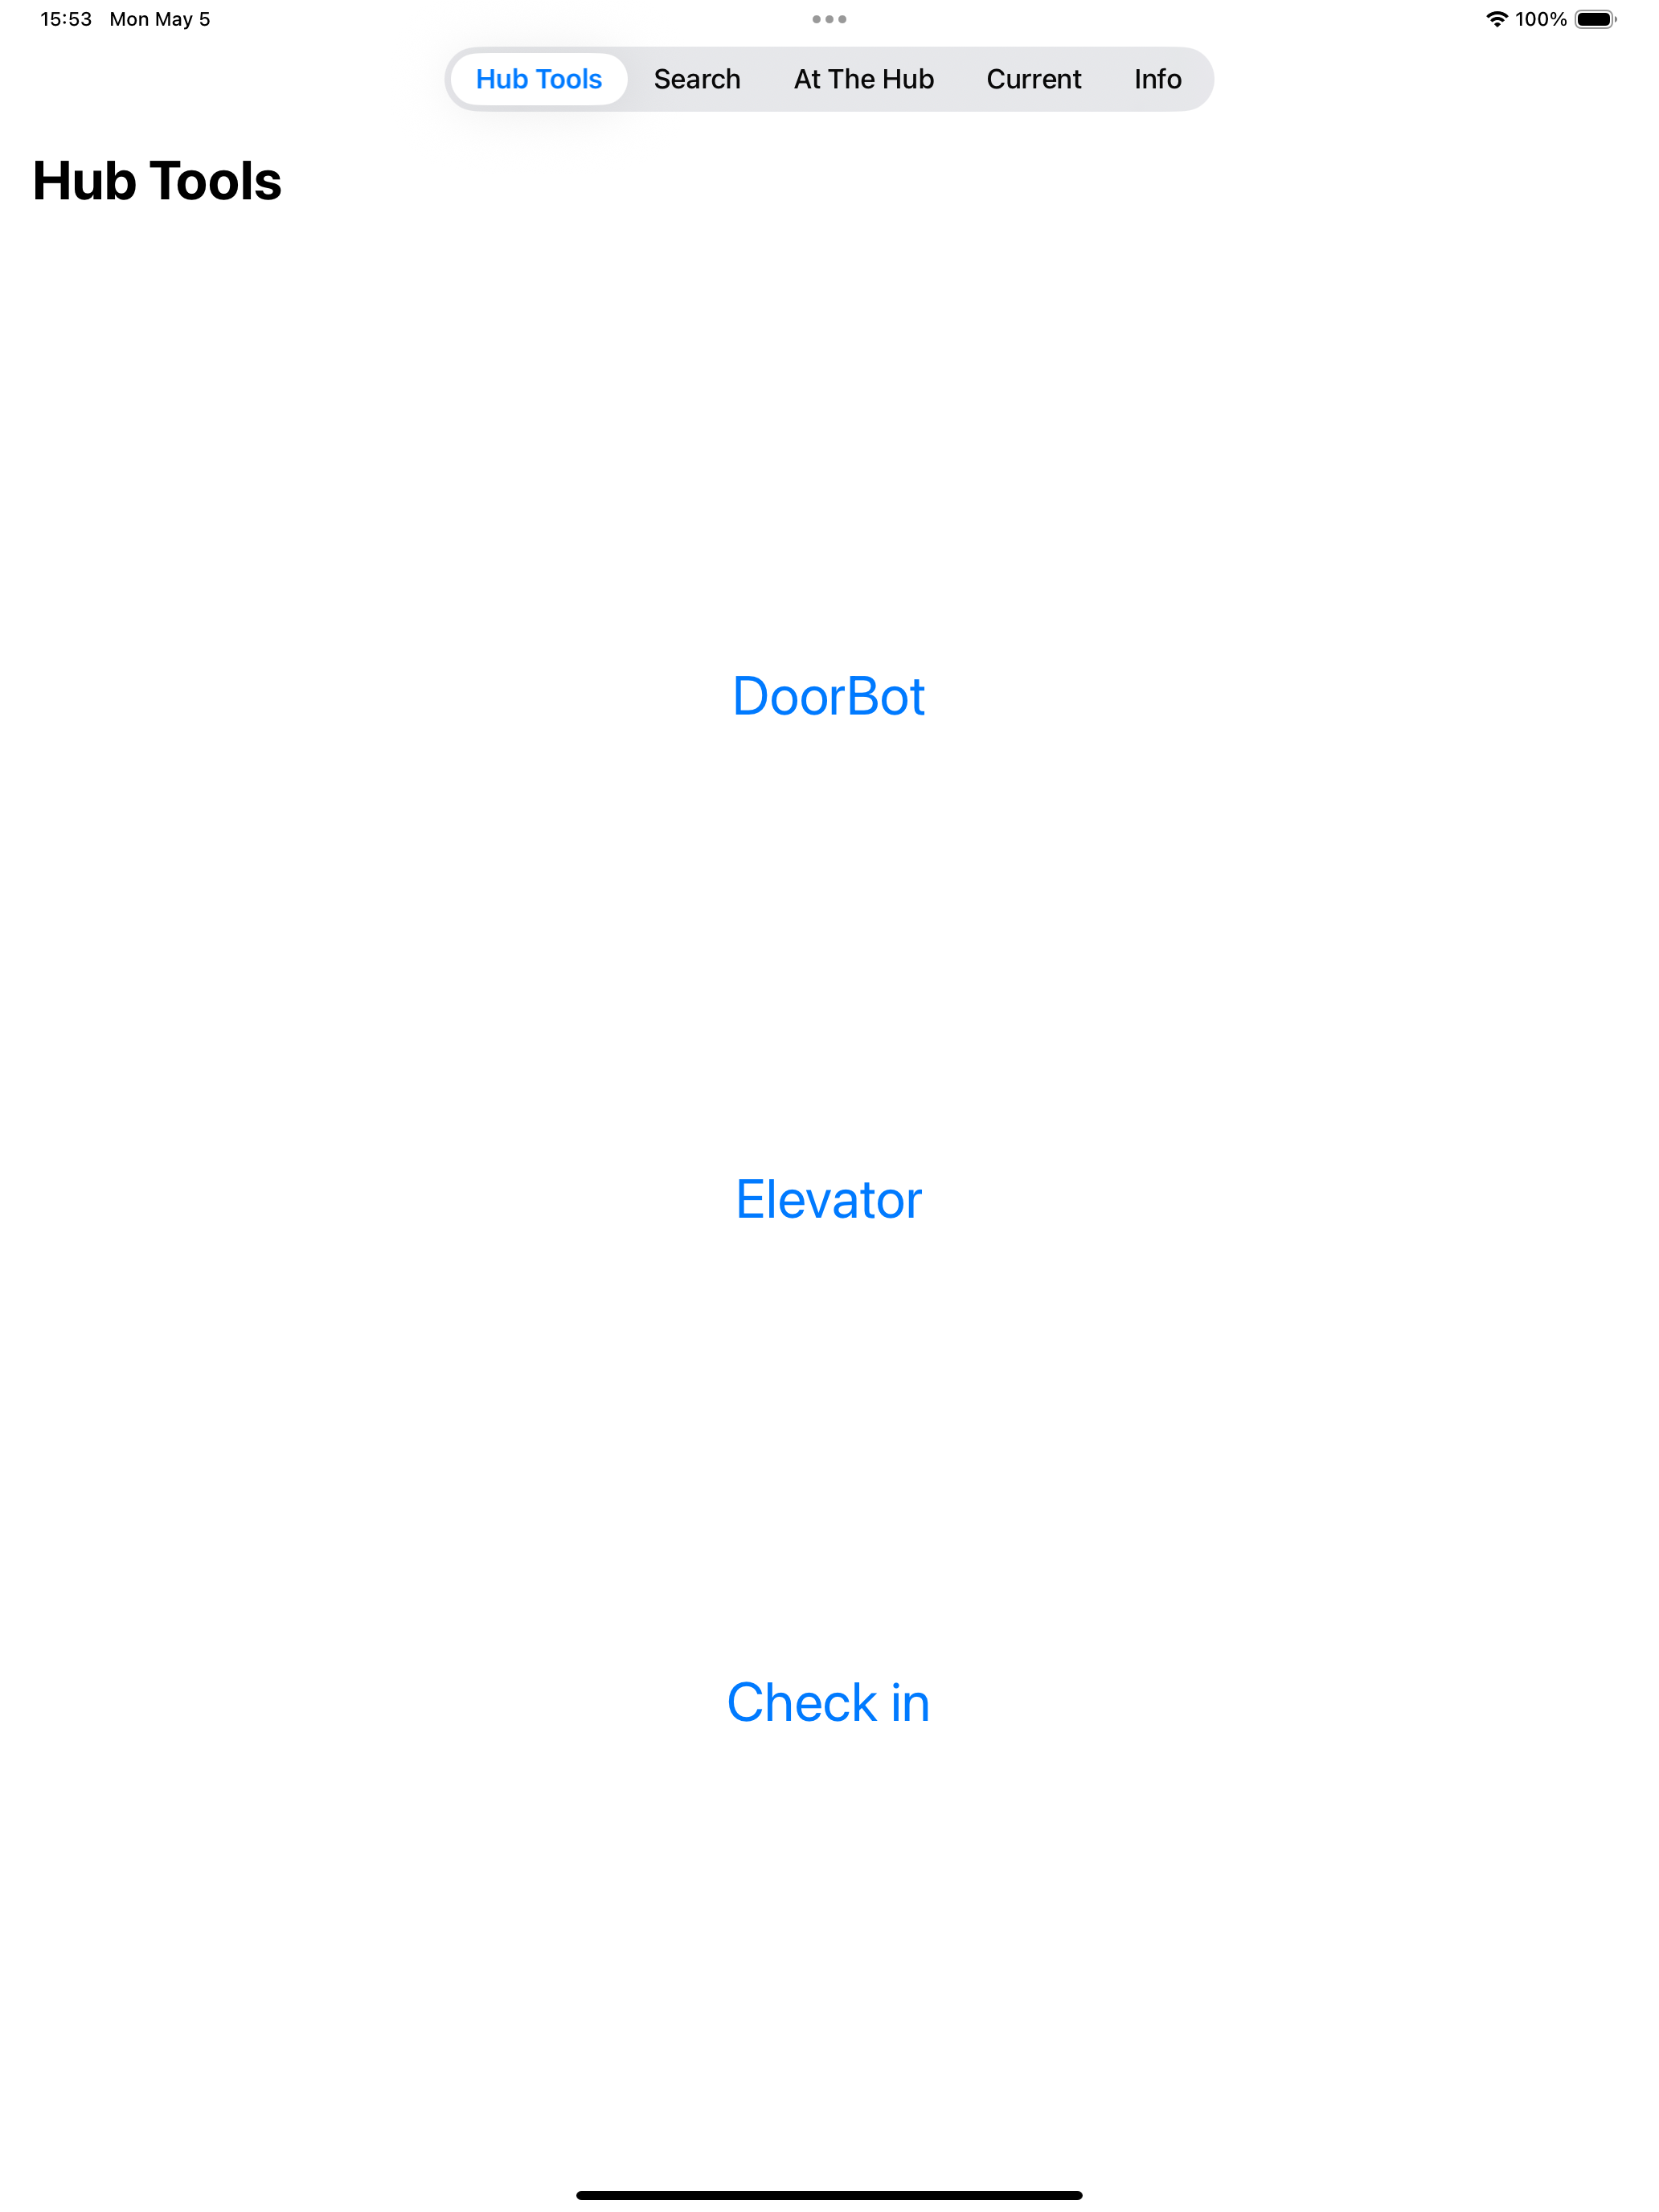 15:53 Mon May 5
100%
Hub Tools Search At The Hub Current Info
Hub Tools
DoorBot
Elevator
Check in